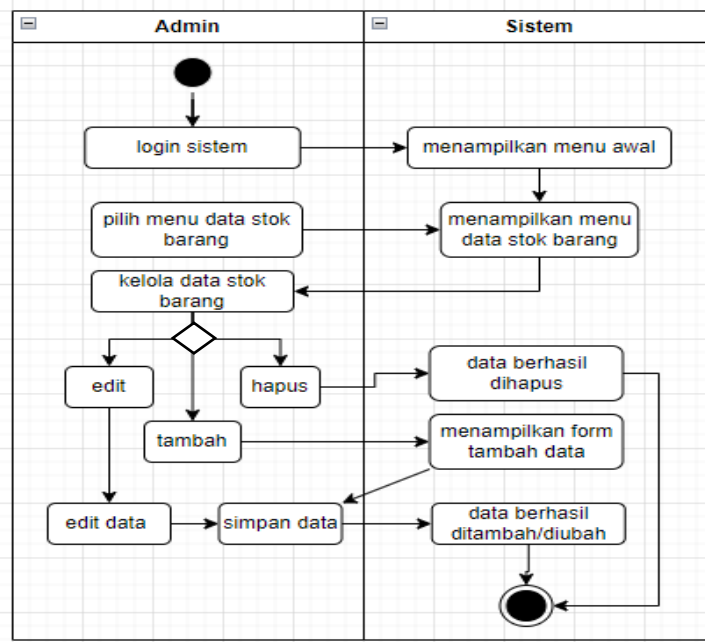 Admin
Sistem
login sistem
menampilkan menu awal
pilih menu data stok
barang
menampilkan menu
data stok barang
kelola data stok
barang
edit
hapus
data berhasil
dihapus
tambah
menampilkan form
tambah data
edit data
simpan data
data berhasil
ditambah/diubah